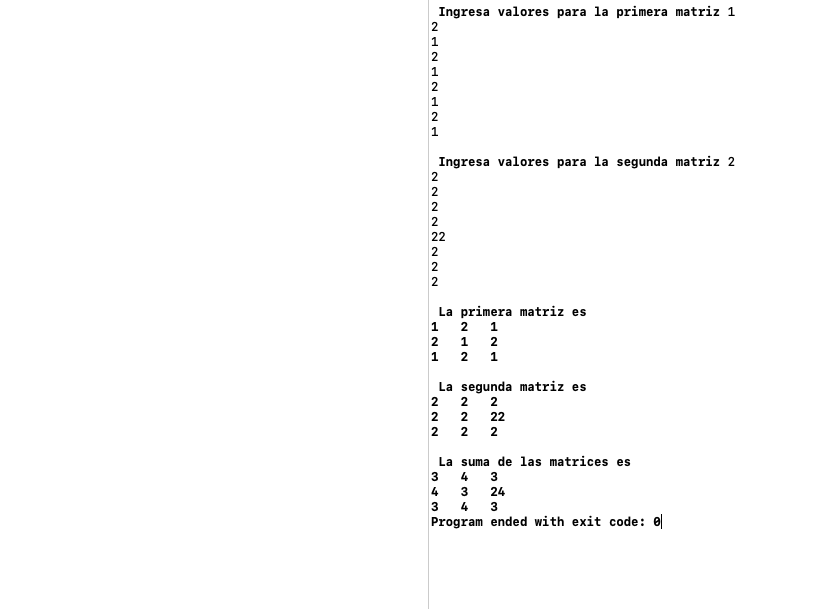 Ingresa valores para la primera matriz 1
2
1
2
1
2
1
2
1
Ingresa valores para la segunda matriz 2
2
2
2
2
22
2
2
2
La primera matriz es
1 2 1
2 1 2
1 2 1
La segunda matriz es
2 2 2
2 2 22
2 2 2
La suma de las matrices es
3 4 3
4 3 24
3 4 3
Program ended with exit code: 0